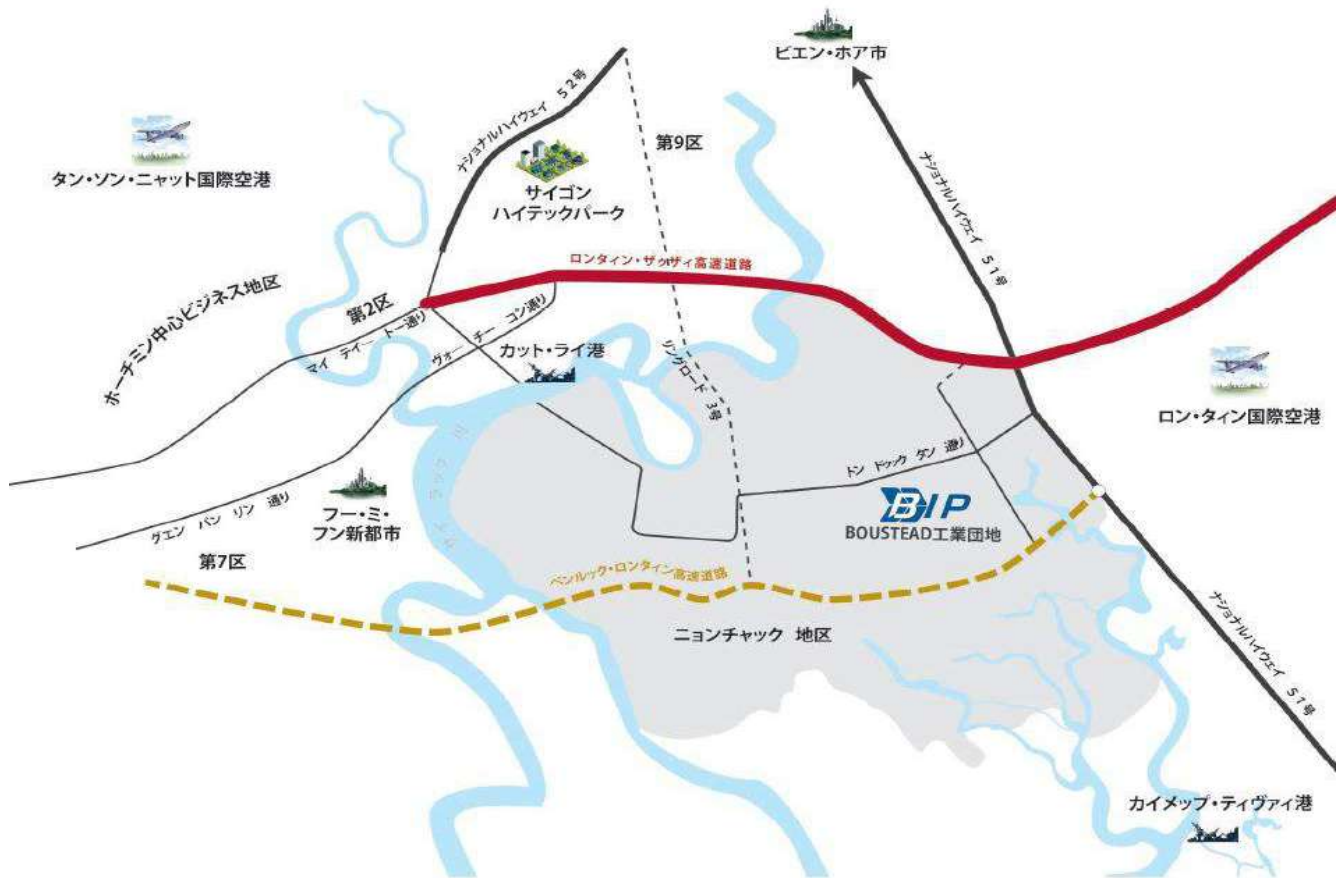 ビエン・ホア市
ナショナルハイウェイ 52号
第9区
タン・ソン・ニャット国際空港
サイゴン
ハイテックパーク
ナショナルハイウェイ 51号
ロンタィン・ザゥザィ高速道路
ホーチミン中心ビジネス地区
第2区
マイ ティー トー通り
ヴォー チー コン通り
カット・ライ港
リングロード 3号
ロン・タィン国際空港
トン ドゥック タン 通り
BIP
BOUSTEAD工業団地
フー・ミ・
フン新都市
グエン バン リン 通り
第7区
ベンルック・ロンタイン高速道路
ニョンチャック 地区
ナショナルハイウェイ 51号
カイメップ・ティヴァイ港